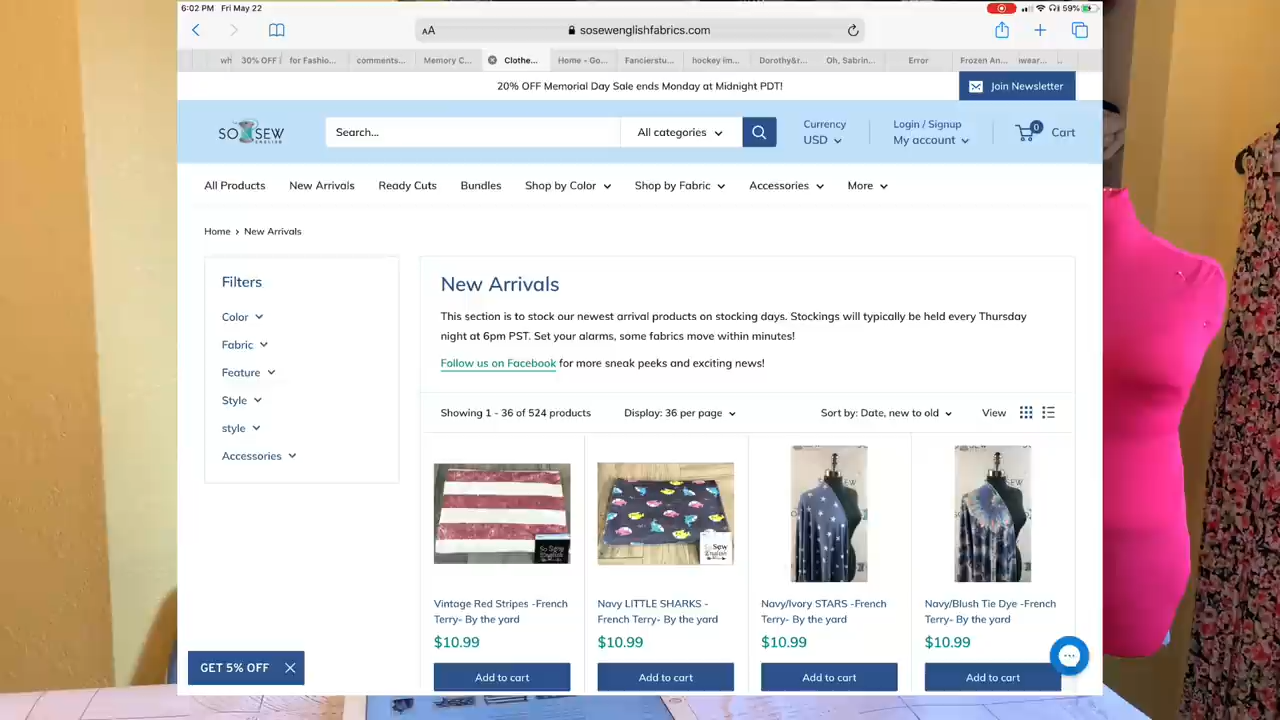 6:02 PM Fri May 22
59%
AA
sosewenglishfabrics.com
wh
30% OFF
for Fashio...
comments...
Memory C...
Clothe...
Home - Go...
Fancierstu...
hockey im...
Dorothy&r...
Oh, Sabrin...
Error
Frozen An...
iwear...
20% OFF Memorial Day Sale ends Monday at Midnight PDT!
Join Newsletter
SO SEW
ENGLISH
Search...
All categories
Currency
USD
Login / Signup
My account
0
Cart
All Products
New Arrivals
Ready Cuts
Bundles
Shop by Color
Shop by Fabric
Accessories
More
Home › New Arrivals
Filters
Color
Fabric
Feature
Style
style
Accessories
New Arrivals
This section is to stock our newest arrival products on stocking days. Stockings will typically be held every Thursday
night at 6pm PST. Set your alarms, some fabrics move within minutes!
Follow us on Facebook for more sneak peeks and exciting news!
Showing 1 - 36 of 524 products
Display: 36 per page
Sort by: Date, new to old
View
Vintage Red Stripes -French
Terry- By the yard
$10.99
Add to cart
Navy LITTLE SHARKS -
French Terry- By the yard
$10.99
Add to cart
Navy/Ivory STARS -French
Terry- By the yard
$10.99
Add to cart
Navy/Blush Tie Dye -French
Terry- By the yard
$10.99
Add to cart
GET 5% OFF